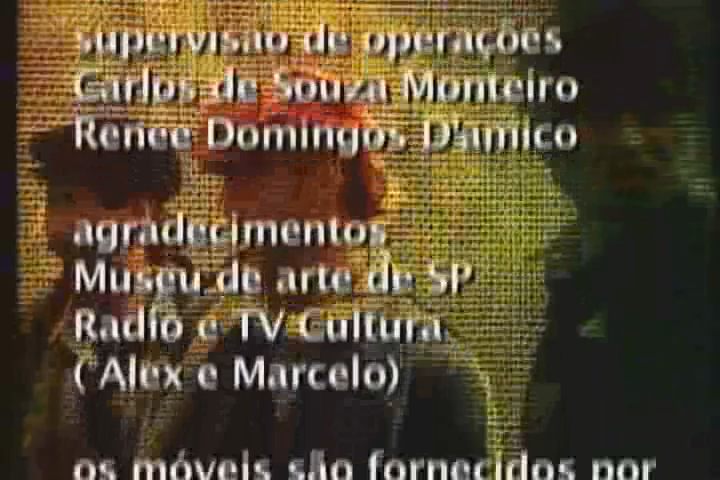 supervisão de operações
Carlos de Souza Monteiro
Renee Domingos D'amico
agradecimentos
Museu de arte de SP
Radio e TV Cultura
( Alex e Marcelo)
os móveis são fornecidos por